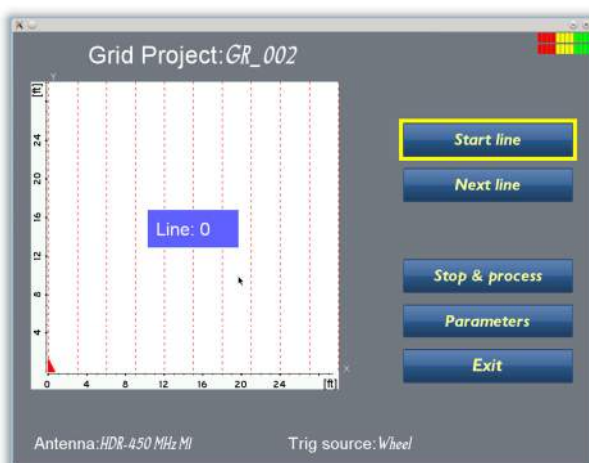 Grid Project:GR_002
Y
[ft]
24
20
16
12
8
4
Line: 0
0 4 8 12 16 20 24 [ft]
X
Start line
Next line
Stop & process
Parameters
Exit
Antenna:HDR-450 MHz MI
Trig source:Wheel